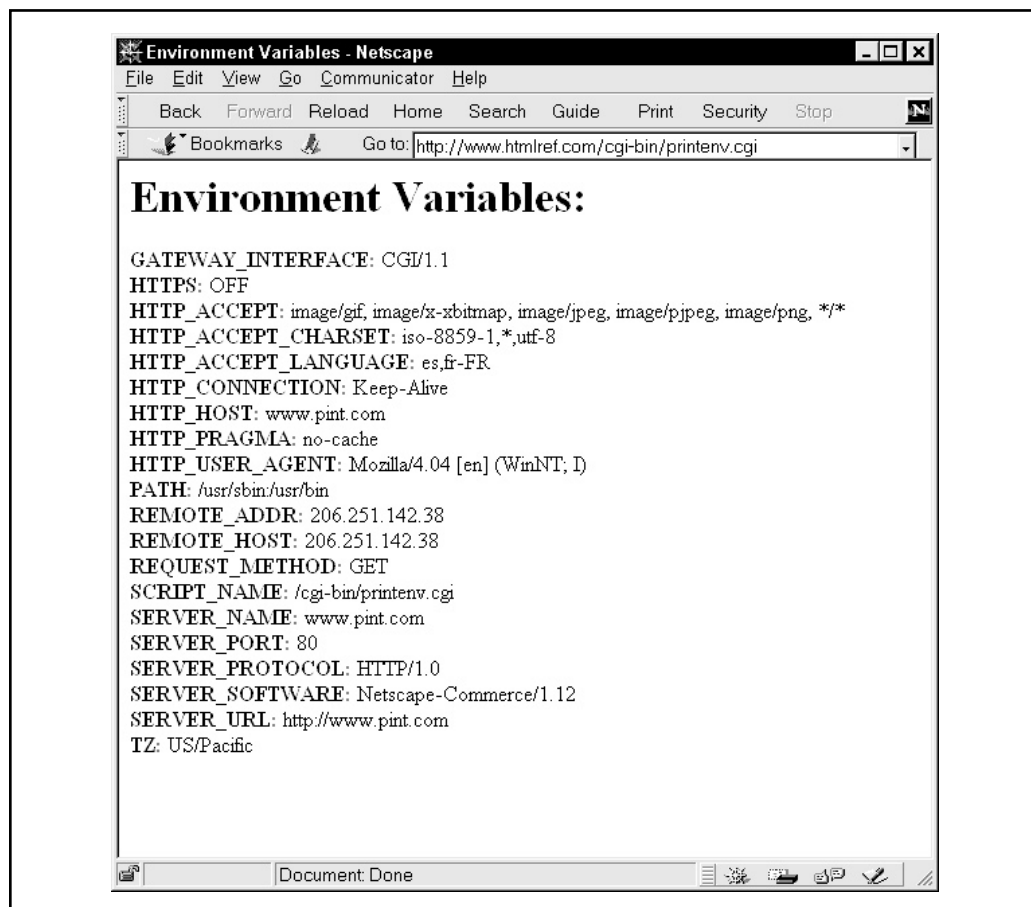 Environment Variables - Netscape
File Edit View Go Communicator Help
Back Forward Reload Home Search Guide Print Security Stop N
Bookmarks Go to: http://www.htmlref.com/cgi-bin/printenv.cgi
Environment Variables:
GATEWAY_INTERFACE: CGI/1.1
HTTPS: OFF
HTTP_ACCEPT: image/gif, image/x-xbitmap, image/jpeg, image/pjpeg, image/png, */*
HTTP_ACCEPT_CHARSET: iso-8859-1,*,utf-8
HTTP_ACCEPT_LANGUAGE: es,fr-FR
HTTP_CONNECTION: Keep-Alive
HTTP_HOST: www.pint.com
HTTP_PRAGMA: no-cache
HTTP_USER_AGENT: Mozilla/4.04 [en] (WinNT; I)
PATH: /usr/sbin:/usr/bin
REMOTE_ADDR: 206.251.142.38
REMOTE_HOST: 206.251.142.38
REQUEST_METHOD: GET
SCRIPT_NAME: /cgi-bin/printenv.cgi
SERVER_NAME: www.pint.com
SERVER_PORT: 80
SERVER_PROTOCOL: HTTP/1.0
SERVER_SOFTWARE: Netscape-Commerce/1.12
SERVER_URL: http://www.pint.com
TZ: US/Pacific
Document: Done